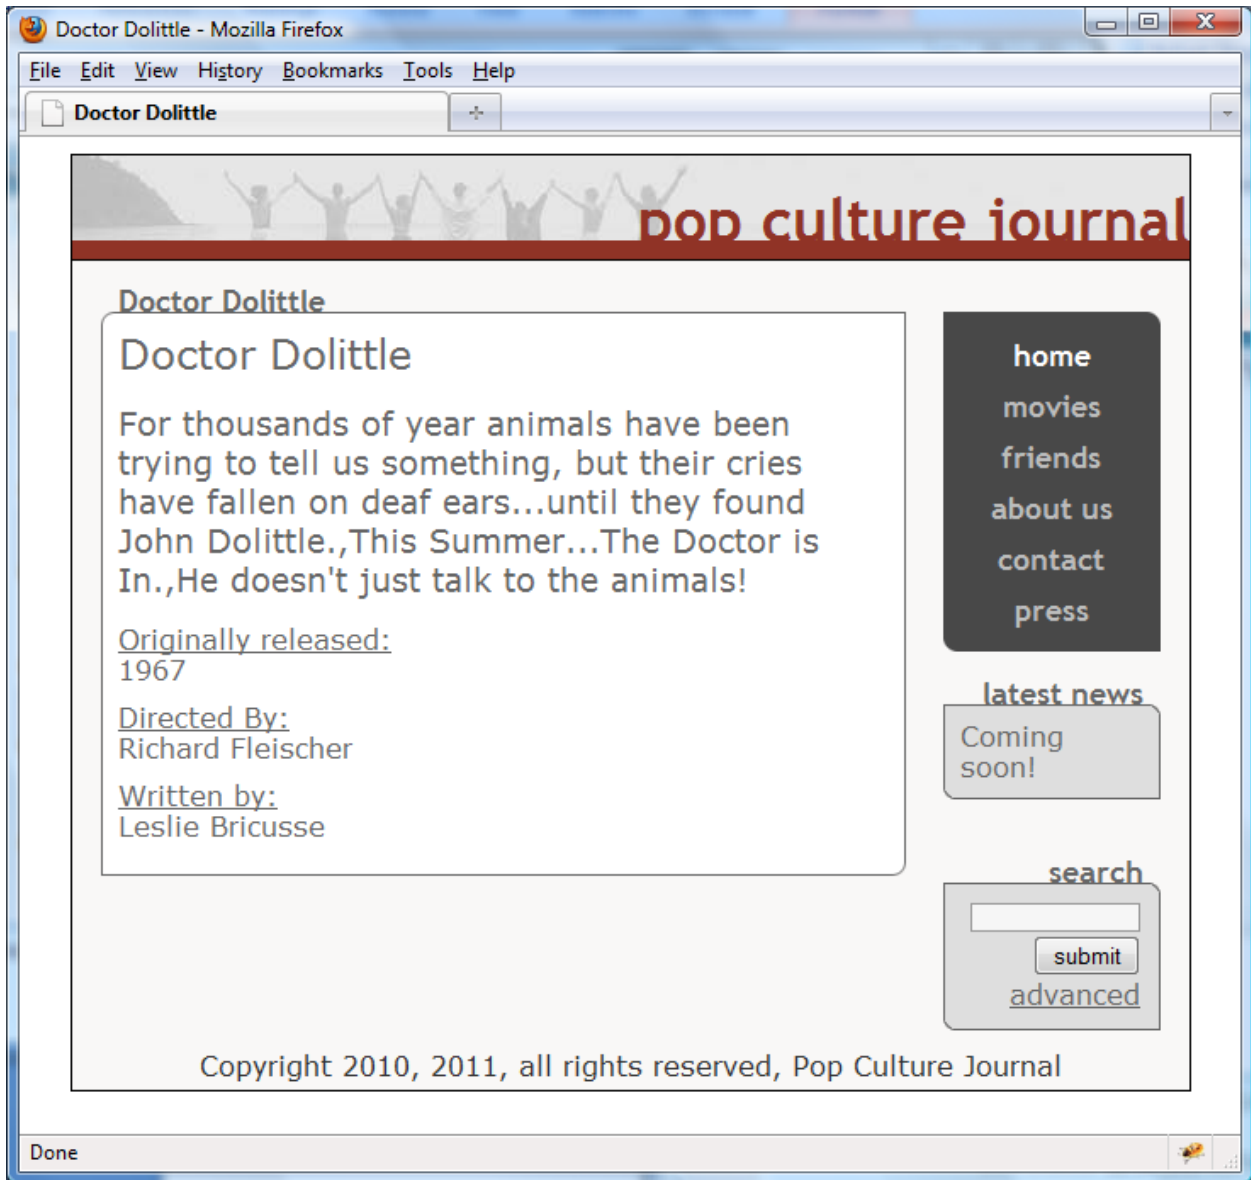 Doctor Dolittle - Mozilla Firefox
File Edit View History Bookmarks Tools Help
Doctor Dolittle
pop culture journal
Doctor Dolittle
Doctor Dolittle
For thousands of year animals have been
trying to tell us something, but their cries
have fallen on deaf ears...until they found
John Dolittle.,This Summer...The Doctor is
In.,He doesn't just talk to the animals!
Originally released:
1967
Directed By:
Richard Fleischer
Written by:
Leslie Bricusse
home
movies
friends
about us
contact
press
latest news
Coming
soon!
search
submit
advanced
Copyright 2010, 2011, all rights reserved, Pop Culture Journal
Done